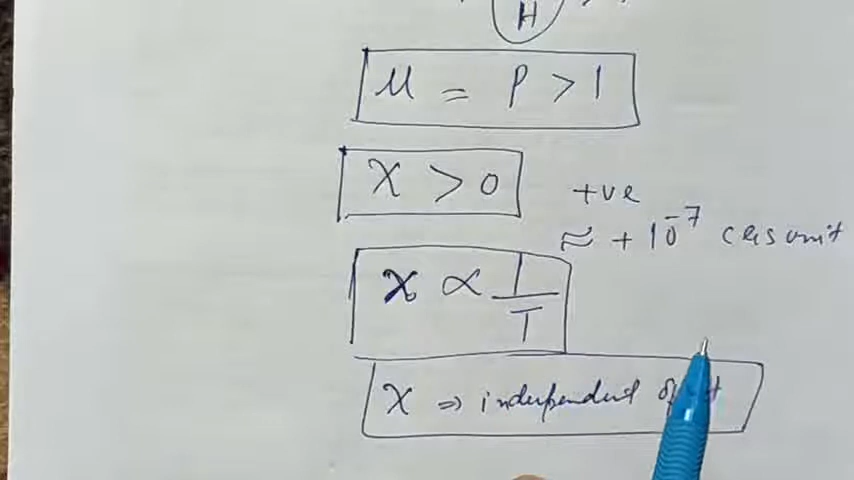 H
μ = P > 1
χ > 0
+ve
≈ + 10⁻⁷ cgs unit
χ ∝ 1/T
χ ⇒ independent of